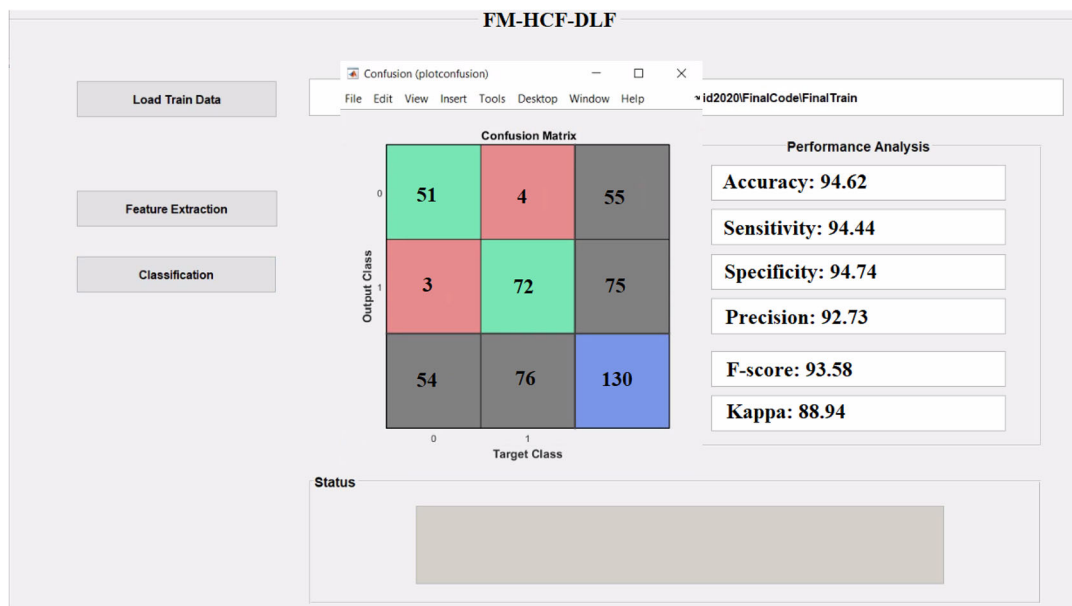 FM-HCF-DLF
Load Train Data
Feature Extraction
Classification
Confusion (plotconfusion)
File Edit View Insert Tools Desktop Window Help
id2020\FinalCode\FinalTrain
Confusion Matrix
Output Class
0 51 4 55
1 3 72 75
54 76 130
0 1
Target Class
Performance Analysis
Accuracy: 94.62
Sensitivity: 94.44
Specificity: 94.74
Precision: 92.73
F-score: 93.58
Kappa: 88.94
Status